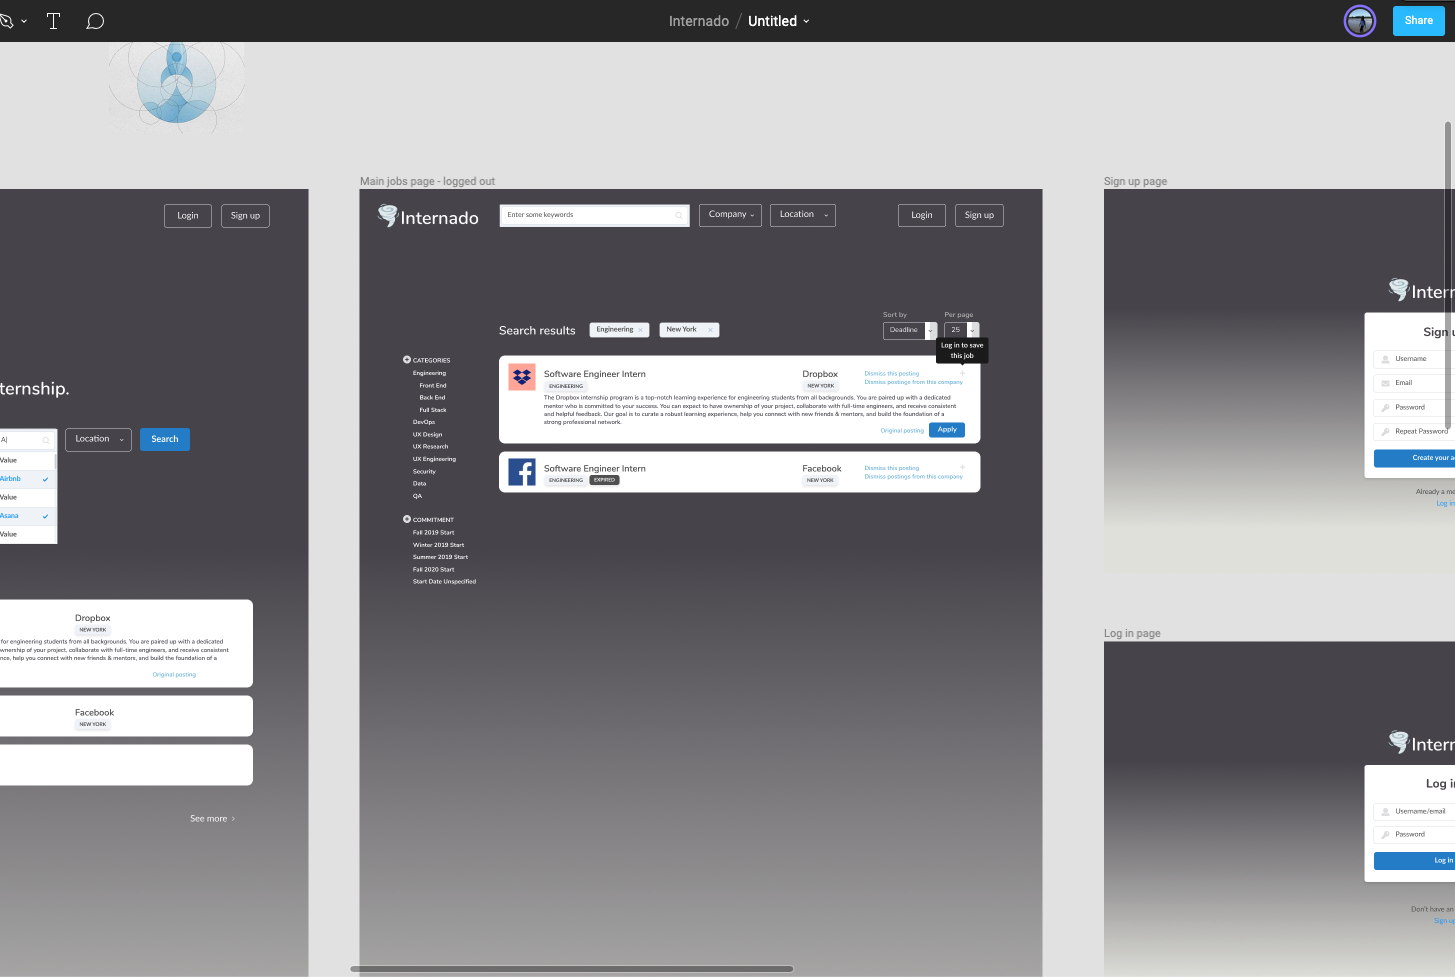 Internado / Untitled
Share
Login
Sign up
ternship.
A
Location
Search
Value
Airbnb
Value
Asana
Value
Dropbox
NEW YORK
for engineering students from all backgrounds. You are paired up with a dedicated
wnership of your project, collaborate with full-time engineers, and receive consistent
nce, help you connect with new friends & mentors, and build the foundation of a
Original posting
Facebook
NEW YORK
See more
Main jobs page - logged out
Internado
Enter some keywords
Company
Location
Login
Sign up
Search results
Engineering
New York
Sort by
Per page
Deadline
25
Log in to save
this job
CATEGORIES
Engineering
Front End
Back End
Full Stack
DevOps
UX Design
UX Research
UX Engineering
Security
Data
QA
COMMITMENT
Fall 2019 Start
Winter 2019 Start
Summer 2019 Start
Fall 2020 Start
Start Date Unspecified
Software Engineer Intern
ENGINEERING
Dropbox
NEW YORK
Dismiss this posting
Dismiss postings from this company
The Dropbox internship program is a top-notch learning experience for engineering students from all backgrounds. You are paired up with a dedicated
mentor who is committed to your success. You can expect to have ownership of your project, collaborate with full-time engineers, and receive consistent
and helpful feedback. Our goal is to curate a robust learning experience, help you connect with new friends & mentors, and build the foundation of a
strong professional network.
Original posting
Apply
Software Engineer Intern
ENGINEERING
EXPIRED
Facebook
NEW YORK
Dismiss this posting
Dismiss postings from this company
Sign up page
Intern
Sign u
Username
Email
Password
Repeat Password
Create your a
Already a me
Log in
Log in page
Intern
Log i
Username/email
Password
Log in
Don't have an
Sign up